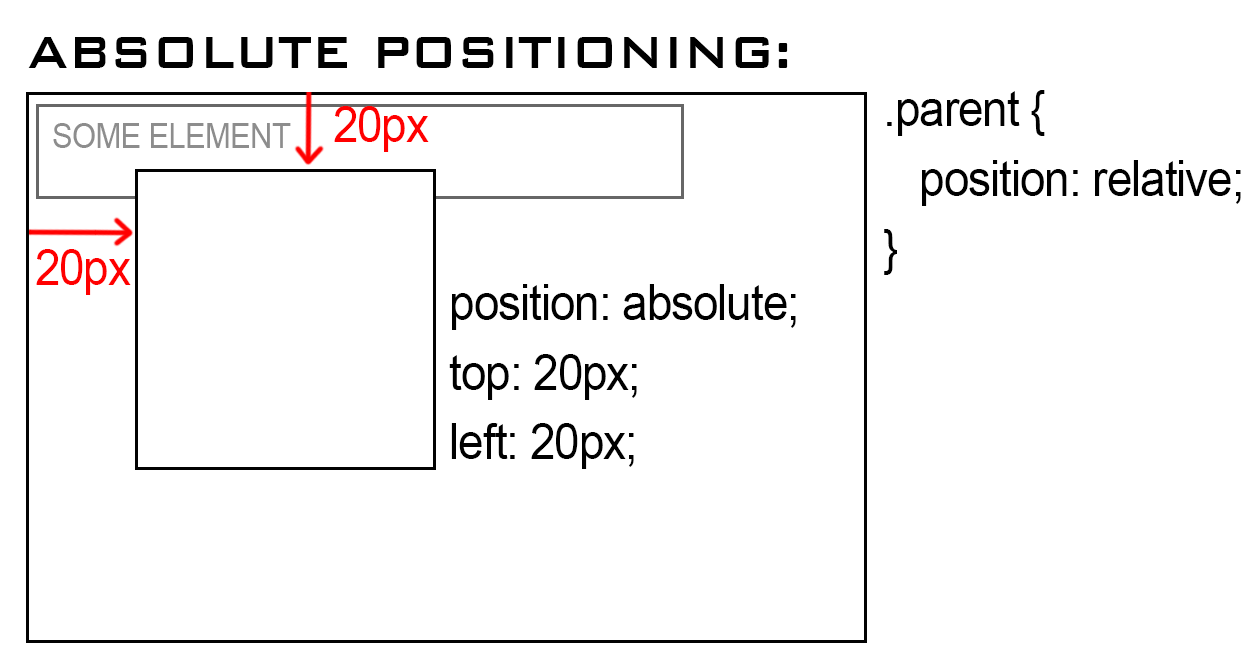 ABSOLUTE POSITIONING:
SOME ELEMENT
20px
20px
position: absolute;
top: 20px;
left: 20px;
.parent {
position: relative;
}